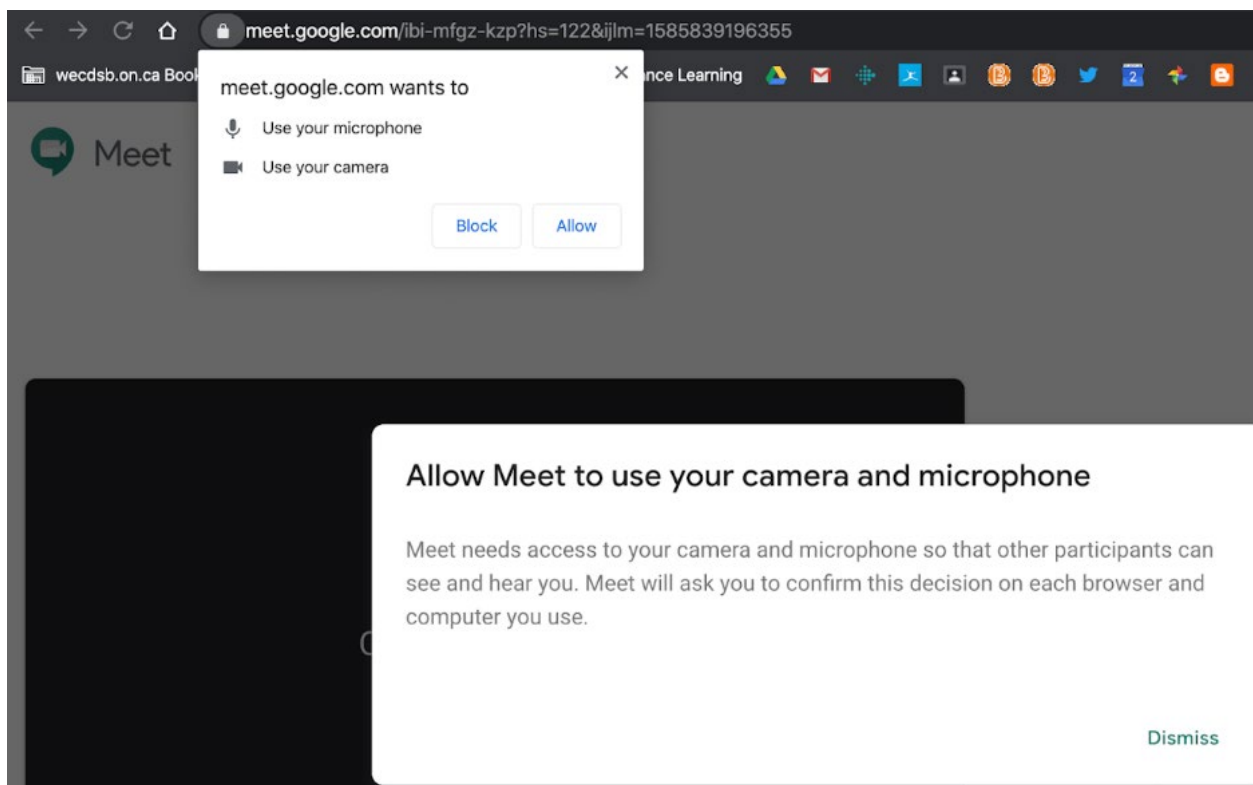 meet.google.com/ibi-mfgz-kzp?hs=122&ijlm=1585839196355
wecdsb.on.ca Learning
2
meet.google.com wants to
Use your microphone
Use your camera
Block Allow
Meet
Allow Meet to use your camera and microphone
Meet needs access to your camera and microphone so that other participants can
see and hear you. Meet will ask you to confirm this decision on each browser and
computer you use.
Dismiss